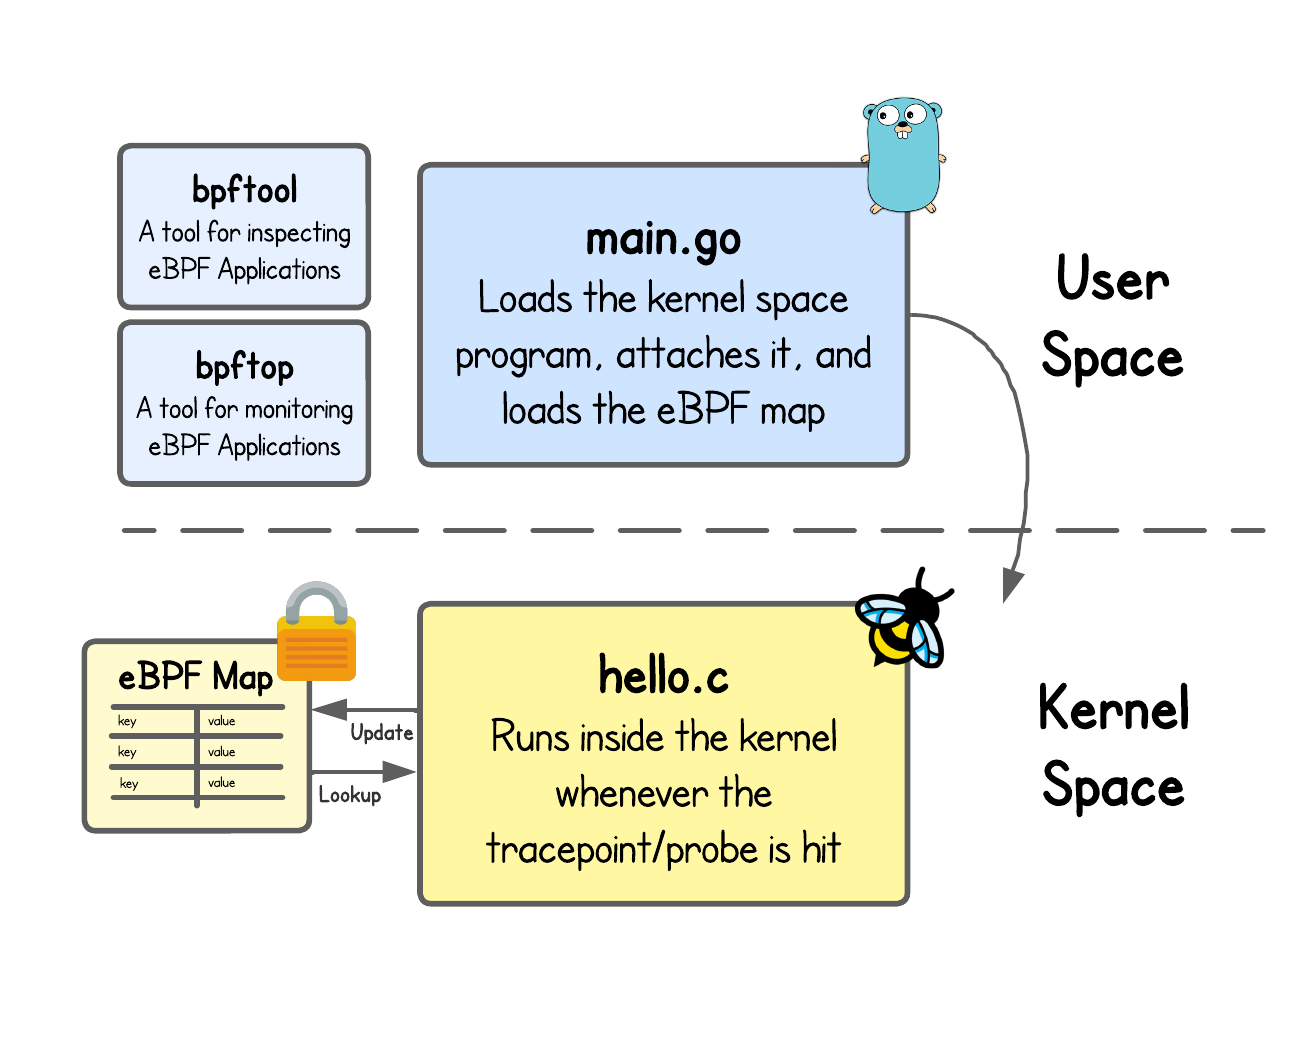 bpftool
A tool for inspecting
eBPF Applications
bpftop
A tool for monitoring
eBPF Applications
main.go
Loads the kernel space
program, attaches it, and
loads the eBPF map
User
Space
eBPF Map
key value
key value
key value
Update
Lookup
hello.c
Runs inside the kernel
whenever the
tracepoint/probe is hit
Kernel
Space